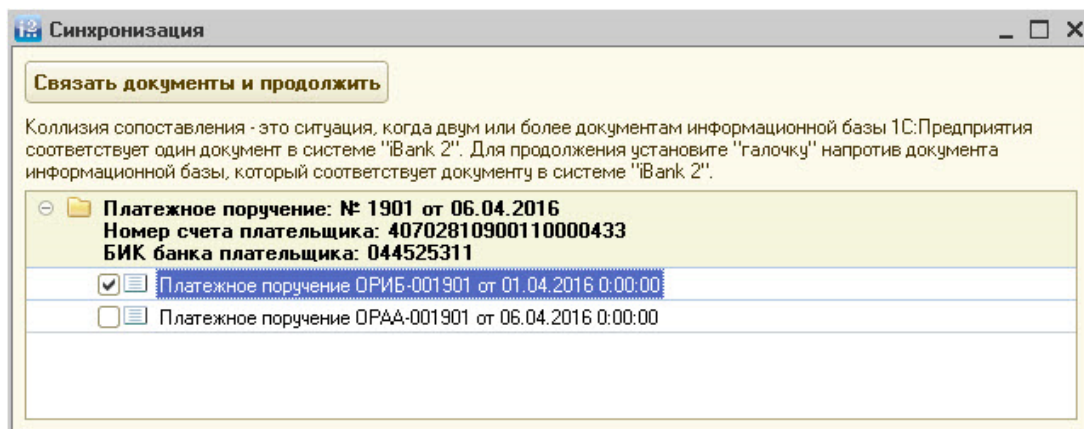 Синхронизация
Связать документы и продолжить
Коллизия сопоставления - это ситуация, когда двум или более документам информационной базы 1С:Предприятия
соответствует один документ в системе "iBank 2". Для продолжения установите "галочку" напротив документа
информационной базы, который соответствует документу в системе "iBank 2".
Платежное поручение: № 1901 от 06.04.2016
Номер счета плательщика: 40702810900110000433
БИК банка плательщика: 044525311
Платежное поручение ОРИБ-001901 от 01.04.2016 0:00:00
Платежное поручение ОРАА-001901 от 06.04.2016 0:00:00